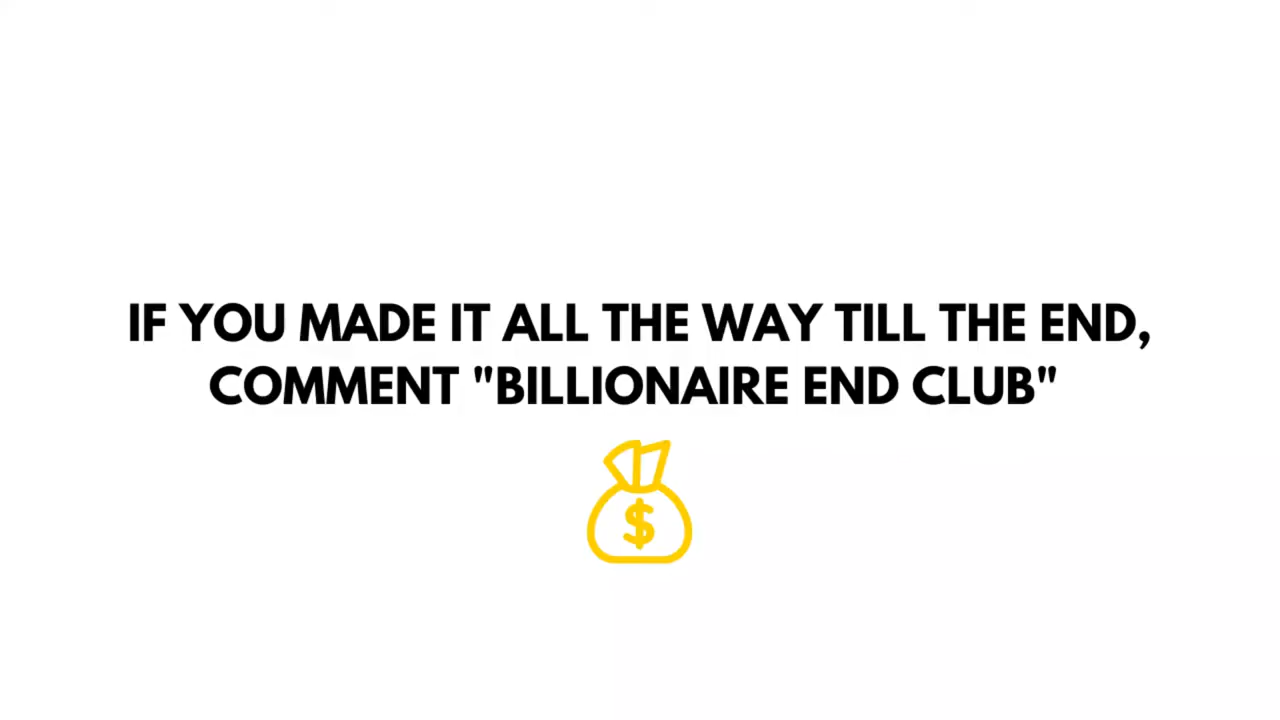 IF YOU MADE IT ALL THE WAY TILL THE END,
COMMENT "BILLIONAIRE END CLUB"
$